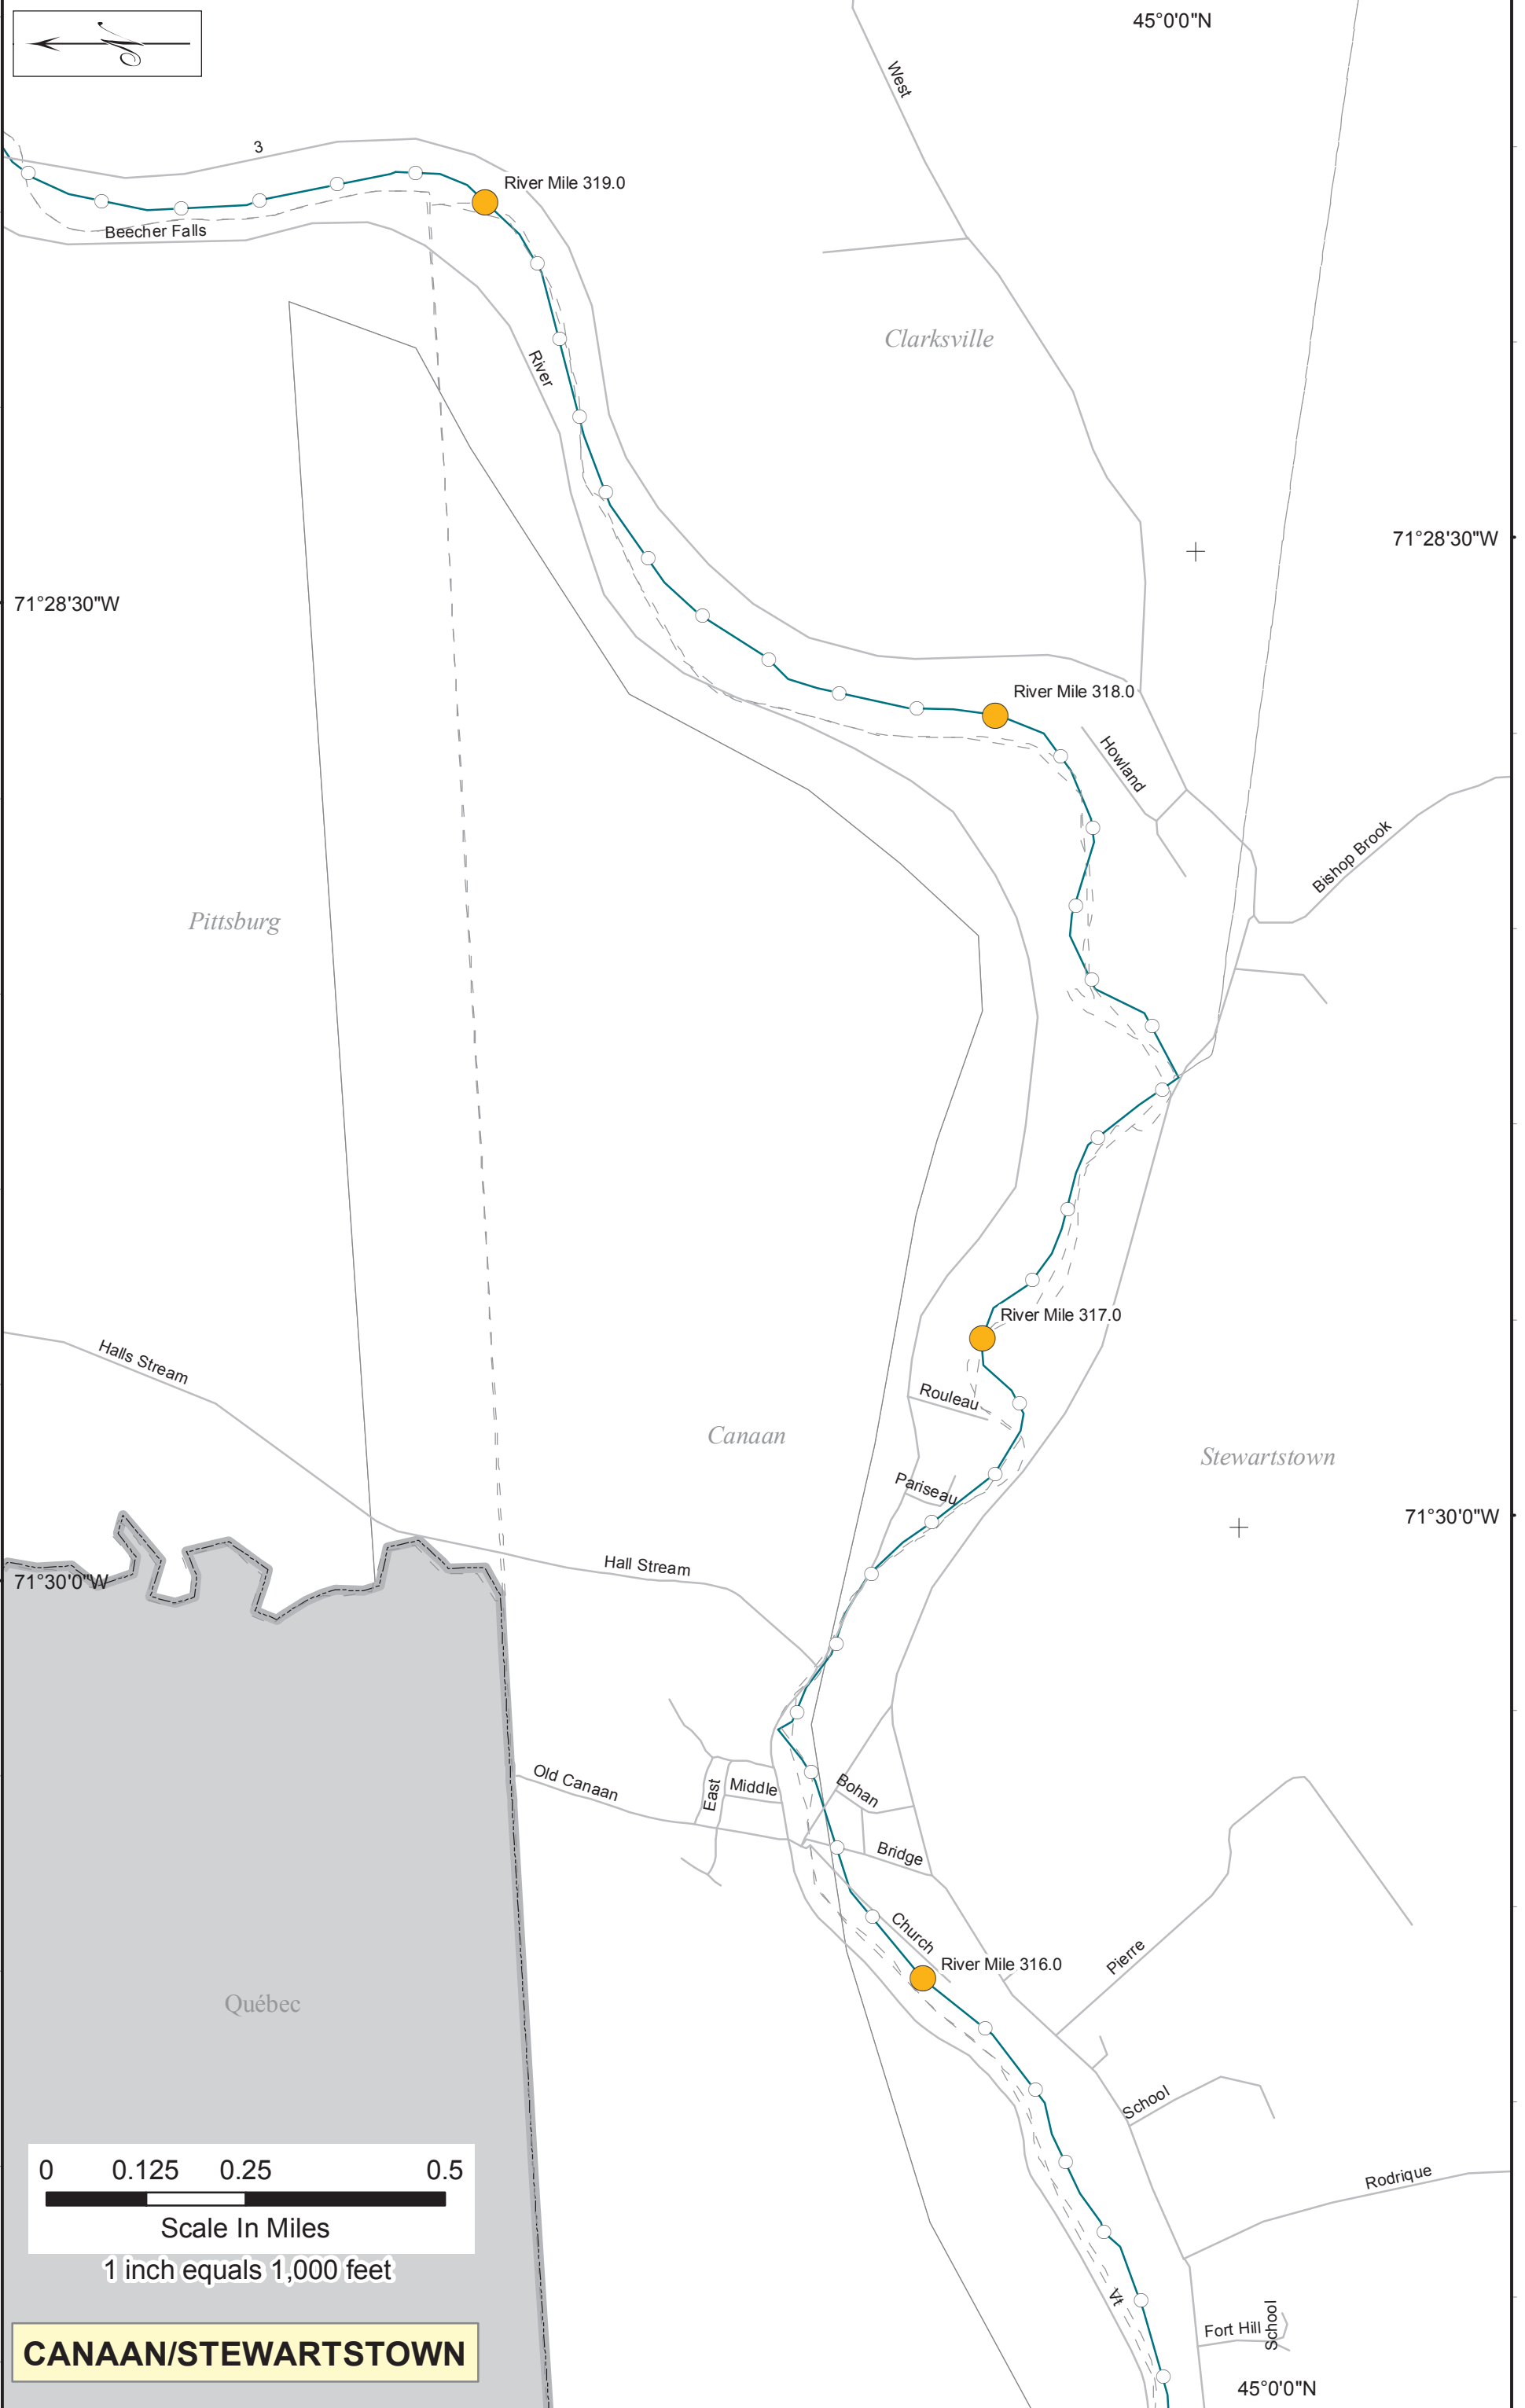 45°0'0"N
West
3
River Mile 319.0
Beecher Falls
Clarksville
River
71°28'30"W
71°28'30"W
River Mile 318.0
Howland
Bishop Brook
Pittsburg
River Mile 317.0
Halls Stream
Rouleau
Canaan
Stewartstown
Pariseau
71°30'0"W
Hall Stream
71°30'0"W
Old Canaan
East
Middle
Bohan
Bridge
Church
River Mile 316.0
Pierre
Québec
School
0 0.125 0.25 0.5
Scale In Miles
1 inch equals 1,000 feet
Rodrique
VA
Fort Hill
School
CANAAN/STEWARTSTOWN
45°0'0"N